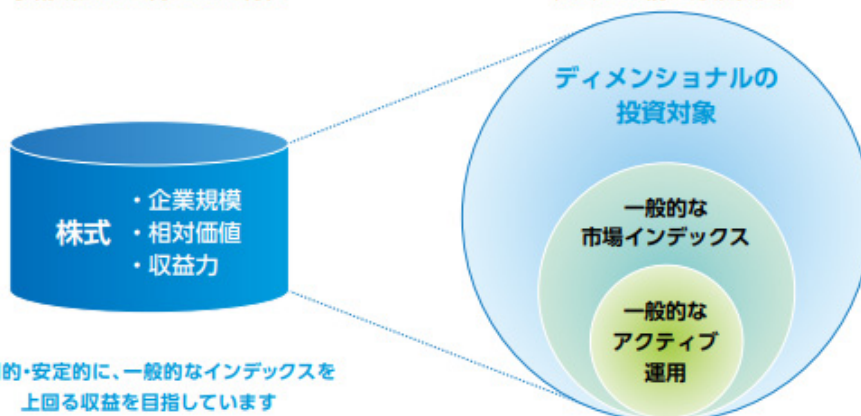 株式
・企業規模
・相対価値
・収益力
的・安定的に、一般的なインデックスを
上回る収益を目指しています
ディメンショナルの
投資対象
一般的な
市場インデックス
一般的な
アクティブ
運用